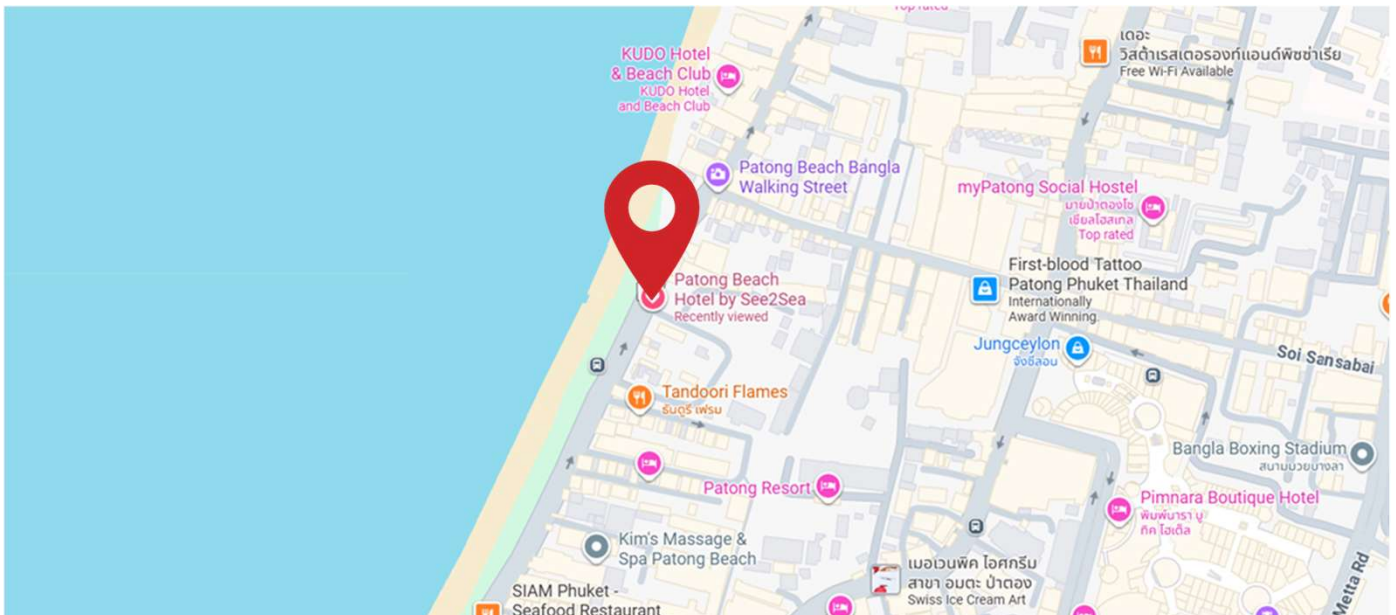 Top rated
KUDO Hotel
& Beach Club
KUDO Hotel
and Beach Club
เดอะ
วิสต้าเรสเตอรองท์แอนด์พิซซ่าเรีย
Free Wi-Fi Available
Patong Beach Bangla
Walking Street
myPatong Social Hostel
มายป่าตองโซ
เชียลโฮสเทล
Top rated
Patong Beach
Hotel by See2Sea
Recently viewed
First-blood Tattoo
Patong Phuket Thailand
Internationally
Award Winning.
Jungceylon
จังซีลอน
Soi Sansabai
Tandoori Flames
ธันดูรี เฟรม
Bangla Boxing Stadium
สนามมวยบางลา
Patong Resort
Pimnara Boutique Hotel
พิมพ์นารา บู
ทิค โฮเต็ล
Kim's Massage &
Spa Patong Beach
เมอเวนพิค ไอศกรีม
สาขา อมตะ ป่าตอง
Swiss Ice Cream Art
SIAM Phuket -
Seafood Restaurant
Metta Rd